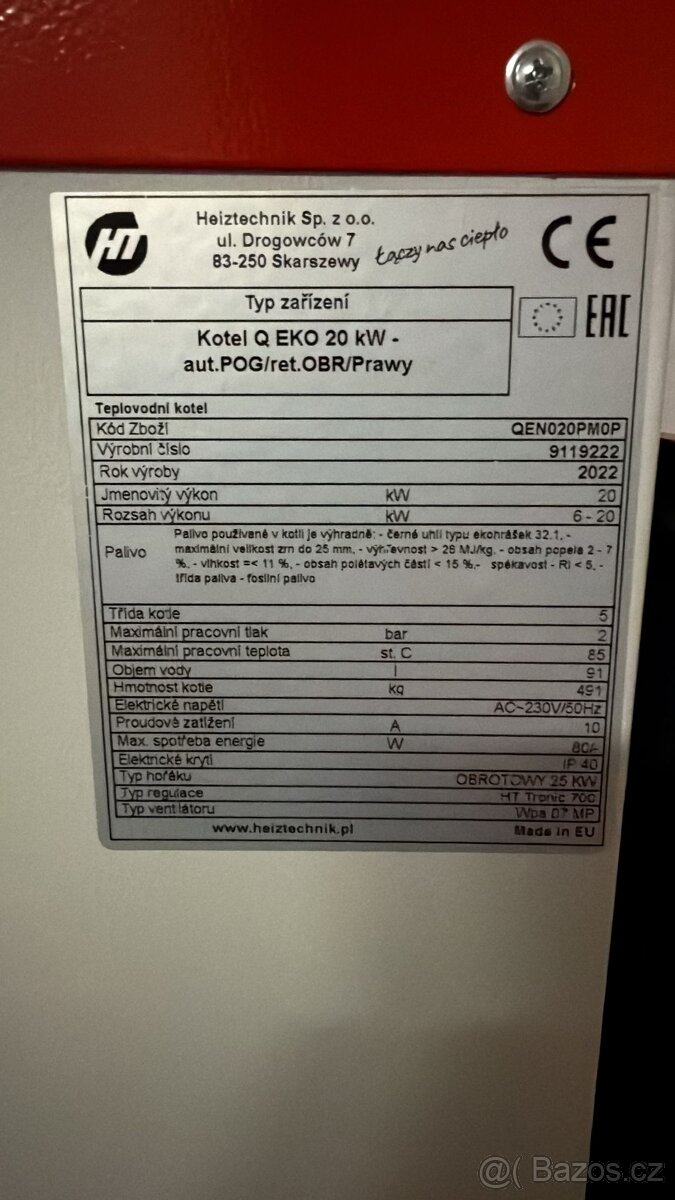 HT
Heiztechnik Sp. z o.o.
ul. Drogowców 7
83-250 Skarszewy
Łączy nas ciepło
CE
Typ zařízení
EAC
Kotel Q EKO 20 kW -
aut.POG/ret.OBR/Prawy
Teplovodní kotel
Kód Zboží QEN020PM0P
Výrobní číslo 9119222
Rok výroby 2022
Jmenovitý výkon kW 20
Rozsah výkonu kW 6 - 20
Palivo
Palivo používané v kotli je výhradně: - černé uhlí typu ekohrášek 32.1, -
maximální velikost zrn do 25 mm, - výhřevnost > 26 MJ/kg, - obsah popela 2 - 7
%, - vlhkost =< 11 %, - obsah polétavých částí < 15 %,- spékavost - RI < 5, -
třída paliva - fosilní palivo
Třída kotle 5
Maximální pracovní tlak bar 2
Maximální pracovní teplota st. C 85
Objem vody l 91
Hmotnost kotle kg 491
Elektrické napětí AC~230V/50Hz
Proudové zatížení A 10
Max. spotřeba energie W
Elektrické krytí IP 40
Typ hořáku OBROTOWY 25 KW
Typ regulace HT Tronic 700
Typ ventilátoru Wpa 07 MP
www.heiztechnik.pl Made in EU
@( Bazos.cz